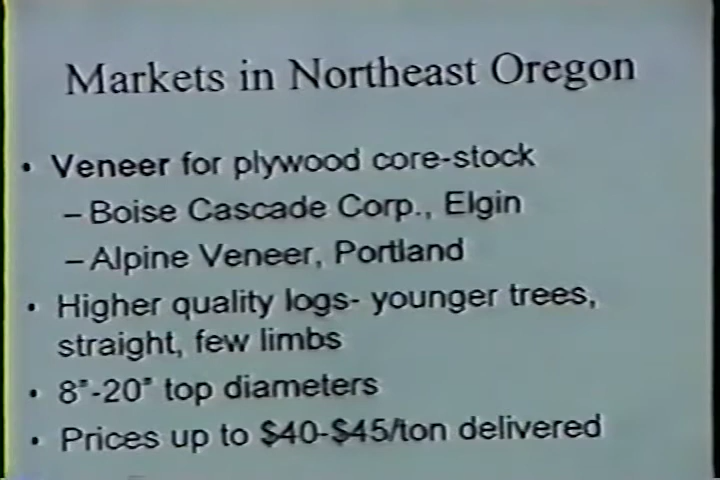 Markets in Northeast Oregon
• Veneer for plywood core-stock
– Boise Cascade Corp., Elgin
– Alpine Veneer, Portland
• Higher quality logs- younger trees,
straight, few limbs
• 8"-20" top diameters
• Prices up to $40-$45/ton delivered